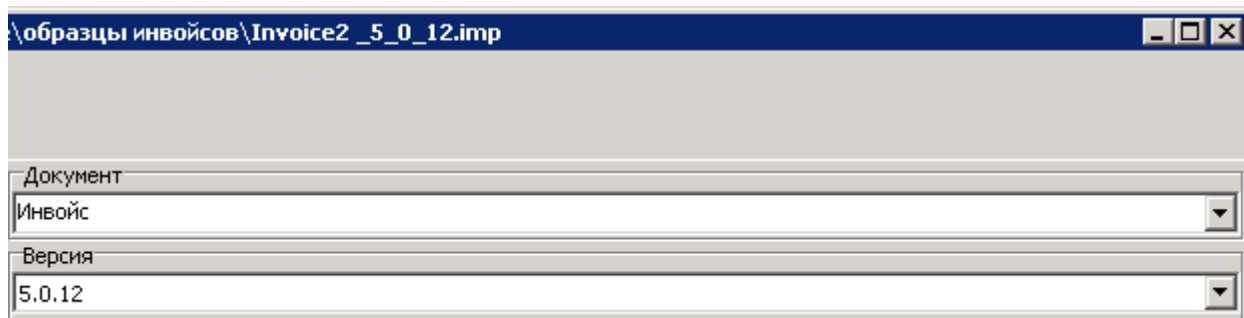 :\образцы инвойсов\Invoice2 _5_0_12.imp
Документ
Инвойс
Версия
5.0.12